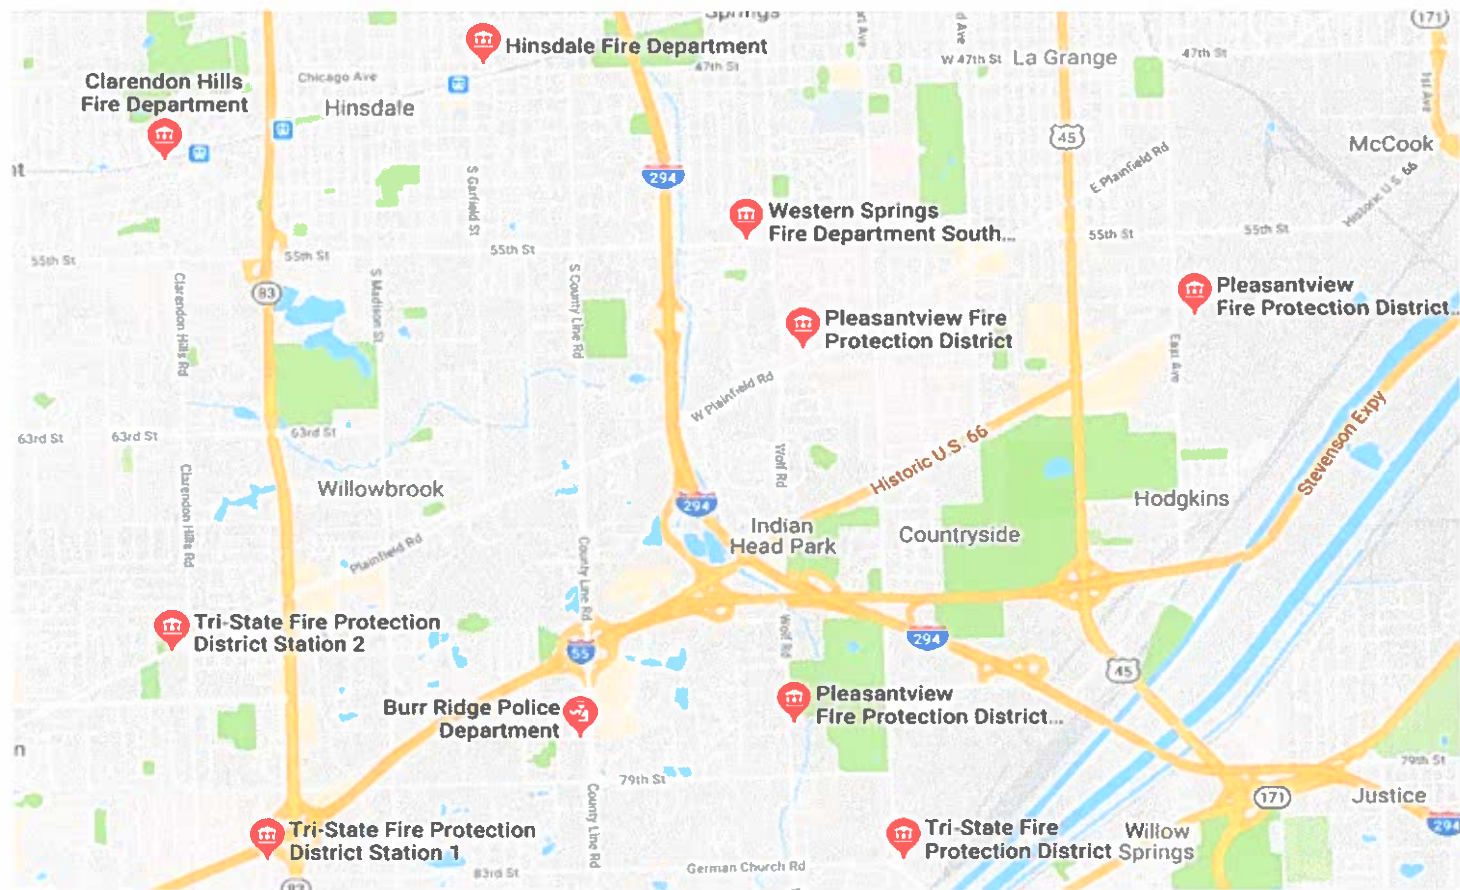 Springs
171
Hinsdale Fire Department
d Ave
W 47th St
La Grange
47th St
47th St
Clarendon Hills
Fire Department
Chicago Ave
Hinsdale
1st Ave
45
McCook
E Plainfield Rd
294
S Garfield St
Historic U.S. 66
Western Springs
Fire Department South...
55th St
55th St
55th St
55th St
55th St
83
Clarendon Hills Rd
S Madison St
S County Line Rd
Pleasantview
Fire Protection District...
Pleasantview Fire
Protection District
East Ave
W Plainfield Rd
63rd St
63rd St
63rd St
Historic U.S. 66
Stevenson Expy
Wolf Rd
Clarendon Hills Rd
Willowbrook
294
Hodgkins
Indian
Head Park
Countryside
Plainfield Rd
County Line Rd
Tri-State Fire Protection
District Station 2
Wolf Rd
294
55
45
Burr Ridge Police
Department
Pleasantview
Fire Protection District...
79th St
79th St
171
Justice
County Line Rd
294
Tri-State Fire Protection
District Station 1
Tri-State Fire
Protection District
Willow
Springs
83rd St
German Church Rd
83